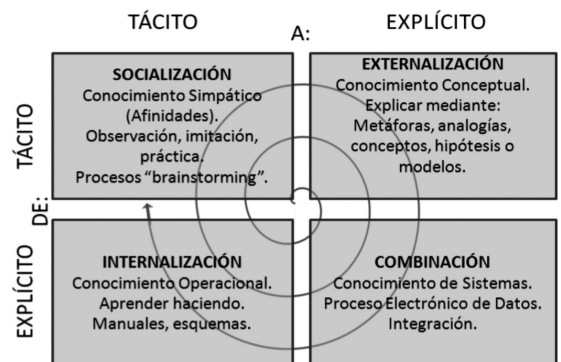 TÁCITO
EXPLÍCITO
A:
TÁCITO
DE:
EXPLÍCITO
SOCIALIZACIÓN
Conocimiento Simpático
(Afinidades).
Observación, imitación,
práctica.
Procesos “brainstorming”.
EXTERNALIZACIÓN
Conocimiento Conceptual.
Explicar mediante:
Metáforas, analogías,
conceptos, hipótesis o
modelos.
INTERNALIZACIÓN
Conocimiento Operacional.
Aprender haciendo.
Manuales, esquemas.
COMBINACIÓN
Conocimiento de Sistemas.
Proceso Electrónico de Datos.
Integración.